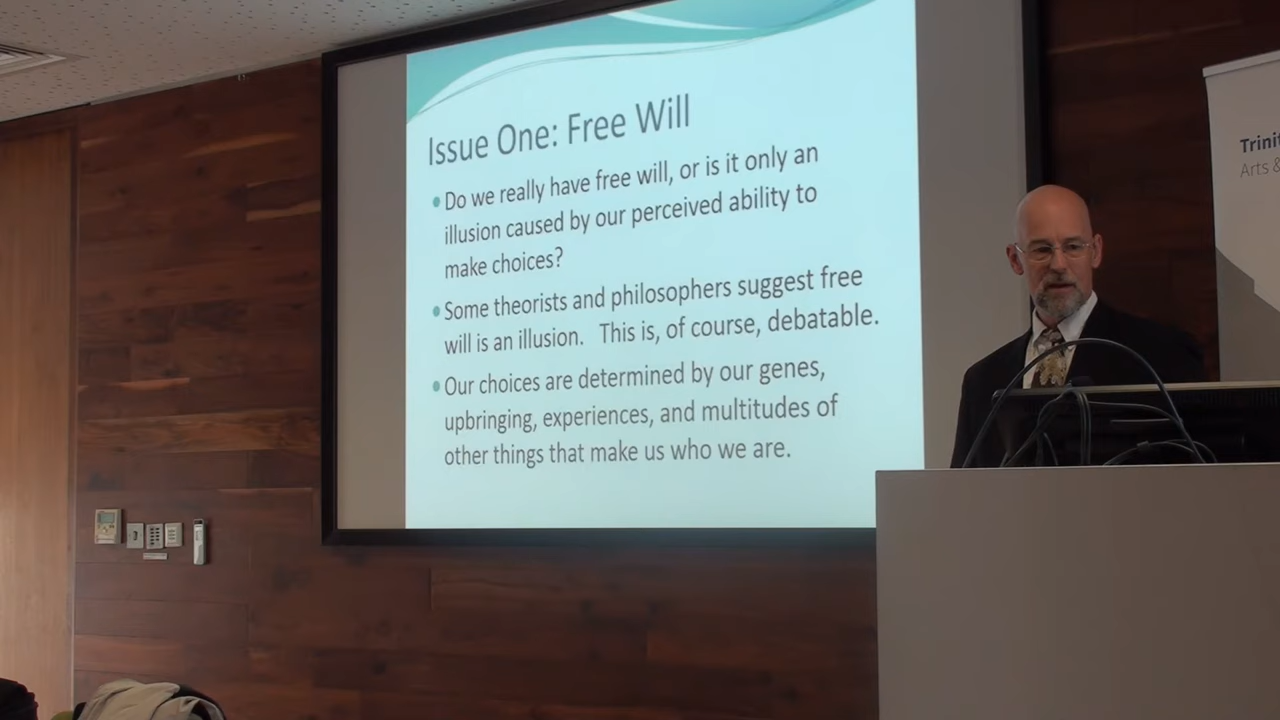 Issue One: Free Will
•Do we really have free will, or is it only an
illusion caused by our perceived ability to
make choices?
•Some theorists and philosophers suggest free
will is an illusion. This is, of course, debatable.
•Our choices are determined by our genes,
upbringing, experiences, and multitudes of
other things that make us who we are.
Arts &